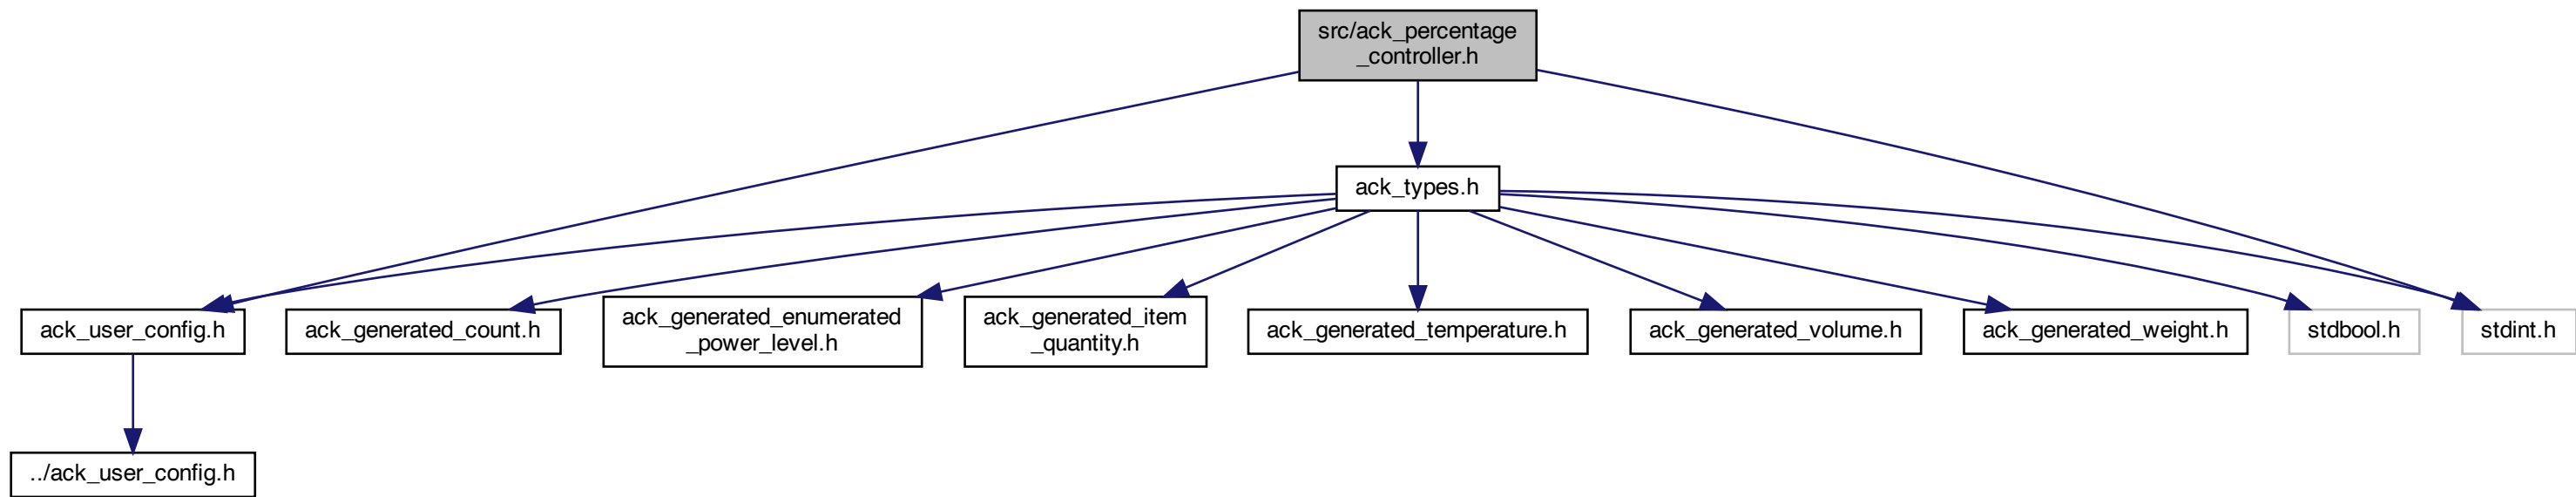 src/ack_percentage
_controller.h
ack_types.h
ack_user_config.h
ack_generated_count.h
ack_generated_enumerated
_power_level.h
ack_generated_item
_quantity.h
ack_generated_temperature.h
ack_generated_volume.h
ack_generated_weight.h
stdbool.h
stdint.h
../ack_user_config.h